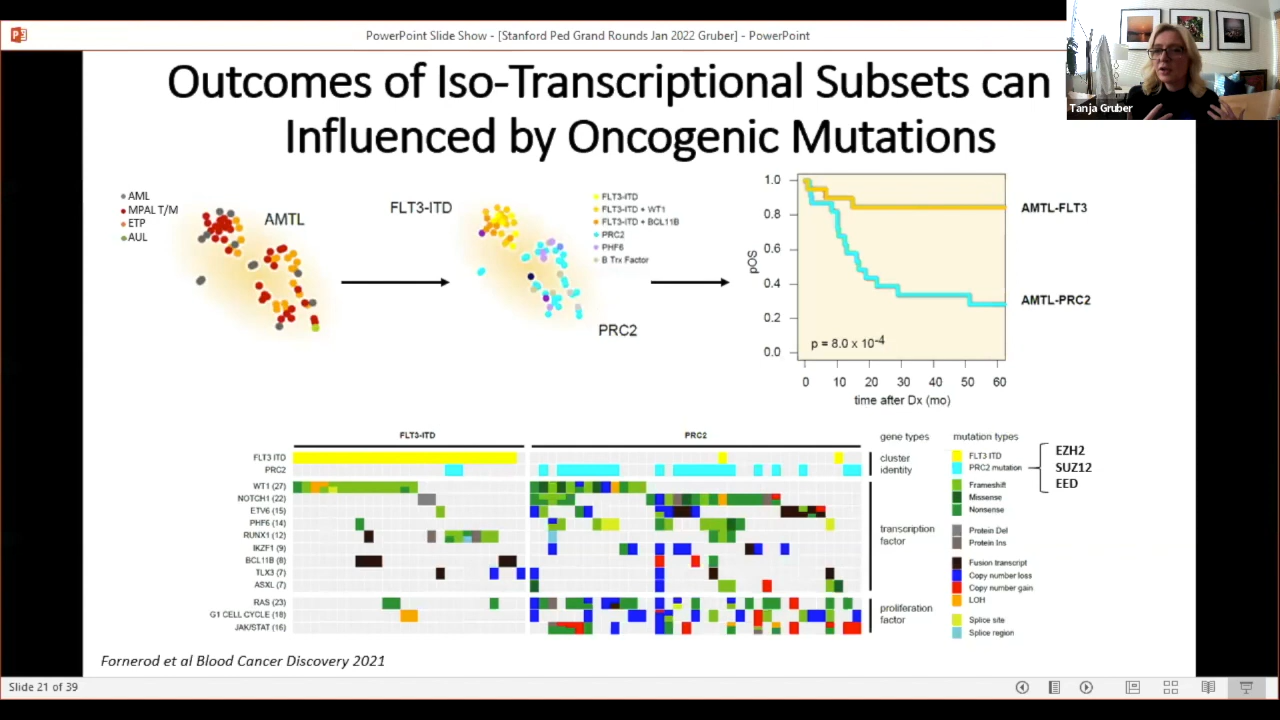 PowerPoint Slide Show - [Stanford Ped Grand Rounds Jan 2022 Gruber] - PowerPoint
Tanja Gruber
Outcomes of Iso-Transcriptional Subsets can
Influenced by Oncogenic Mutations
AML
MPAL T/M
ETP
AUL
AMTL
FLT3-ITD
FLT3-ITD
FLT3-ITD + WT1
FLT3-ITD + BCL11B
PRC2
PHF6
B Trx Factor
PRC2
pOS
1.0
0.8
0.6
0.4
0.2
0.0
p = 8.0 x 10-4
0 10 20 30 40 50 60
time after Dx (mo)
AMTL-FLT3
AMTL-PRC2
FLT3-ITD
PRC2
FLT3 ITD
PRC2
WT1 (27)
NOTCH1 (22)
ETV6 (15)
PHF6 (14)
RUNX1 (12)
IKZF1 (9)
BCL11B (8)
TLX3 (7)
ASXL (7)
RAS (23)
G1 CELL CYCLE (18)
JAK/STAT (16)
gene types
cluster
identity
transcription
factor
proliferation
factor
mutation types
FLT3 ITD
PRC2 mutation
Frameshift
Missense
Nonsense
Protein Del
Protein Ins
Fusion transcript
Copy number loss
Copy number gain
LOH
Splice site
Splice region
EZH2
SUZ12
EED
Fornerod et al Blood Cancer Discovery 2021
Slide 21 of 39